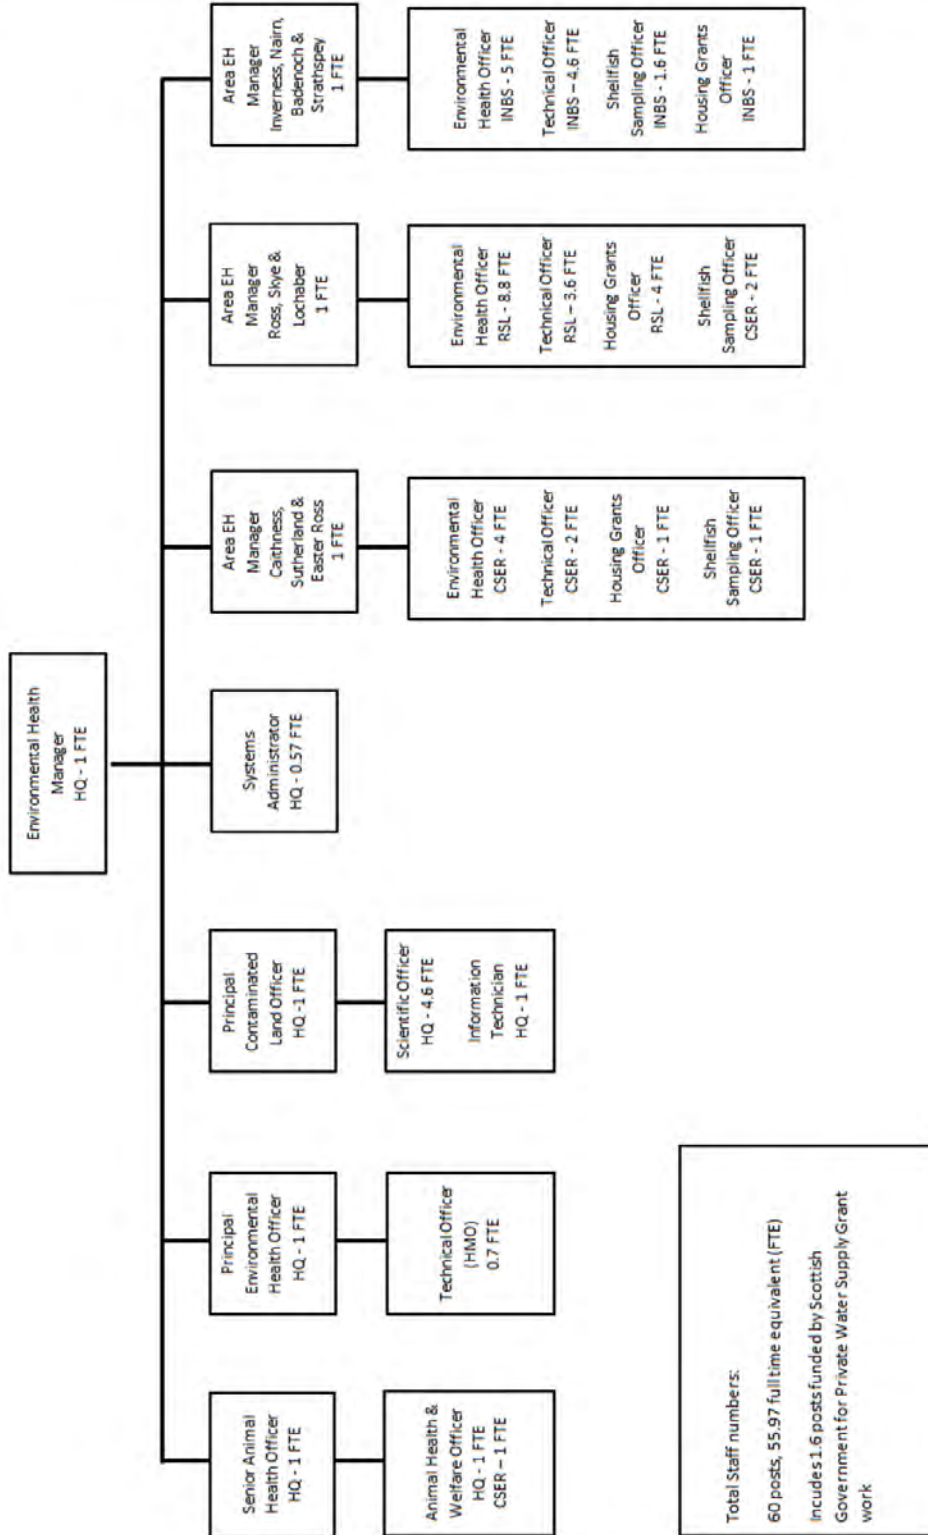 Environmental Health
Manager
HQ - 1 FTE
Senior Animal
Health Officer
HQ - 1 FTE
Principal
Environmental
Health Officer
HQ - 1 FTE
Principal
Contaminated
Land Officer
HQ -1 FTE
Systems
Administrator
HQ - 0.57 FTE
Area EH
Manager
Caithness,
Sutherland &
Easter Ross
1 FTE
Area EH
Manager
Ross, Skye &
Lochaber
1 FTE
Area EH
Manager
Inverness, Nairn,
Badenoch &
Strathspey
1 FTE
Animal Health &
Welfare Officer
HQ - 1 FTE
CSER – 1 FTE
Technical Officer
(HMO)
0.7 FTE
Scientific Officer
HQ - 4.6 FTE
Information
Technician
HQ - 1 FTE
Environmental
Health Officer
CSER - 4 FTE
Technical Officer
CSER - 2 FTE
Housing Grants
Officer
CSER - 1 FTE
Shellfish
Sampling Officer
CSER - 1 FTE
Environmental
Health Officer
RSL - 8.8 FTE
Technical Officer
RSL – 3.6 FTE
Housing Grants
Officer
RSL - 4 FTE
Shellfish
Sampling Officer
CSER - 2 FTE
Environmental
Health Officer
INBS - 5 FTE
Technical Officer
INBS – 4.6 FTE
Shellfish
Sampling Officer
INBS - 1.6 FTE
Housing Grants
Officer
INBS - 1 FTE
Total Staff numbers:
60 posts, 55.97 full time equivalent (FTE)
Incudes 1.6 posts funded by Scottish
Government for Private Water Supply Grant
work